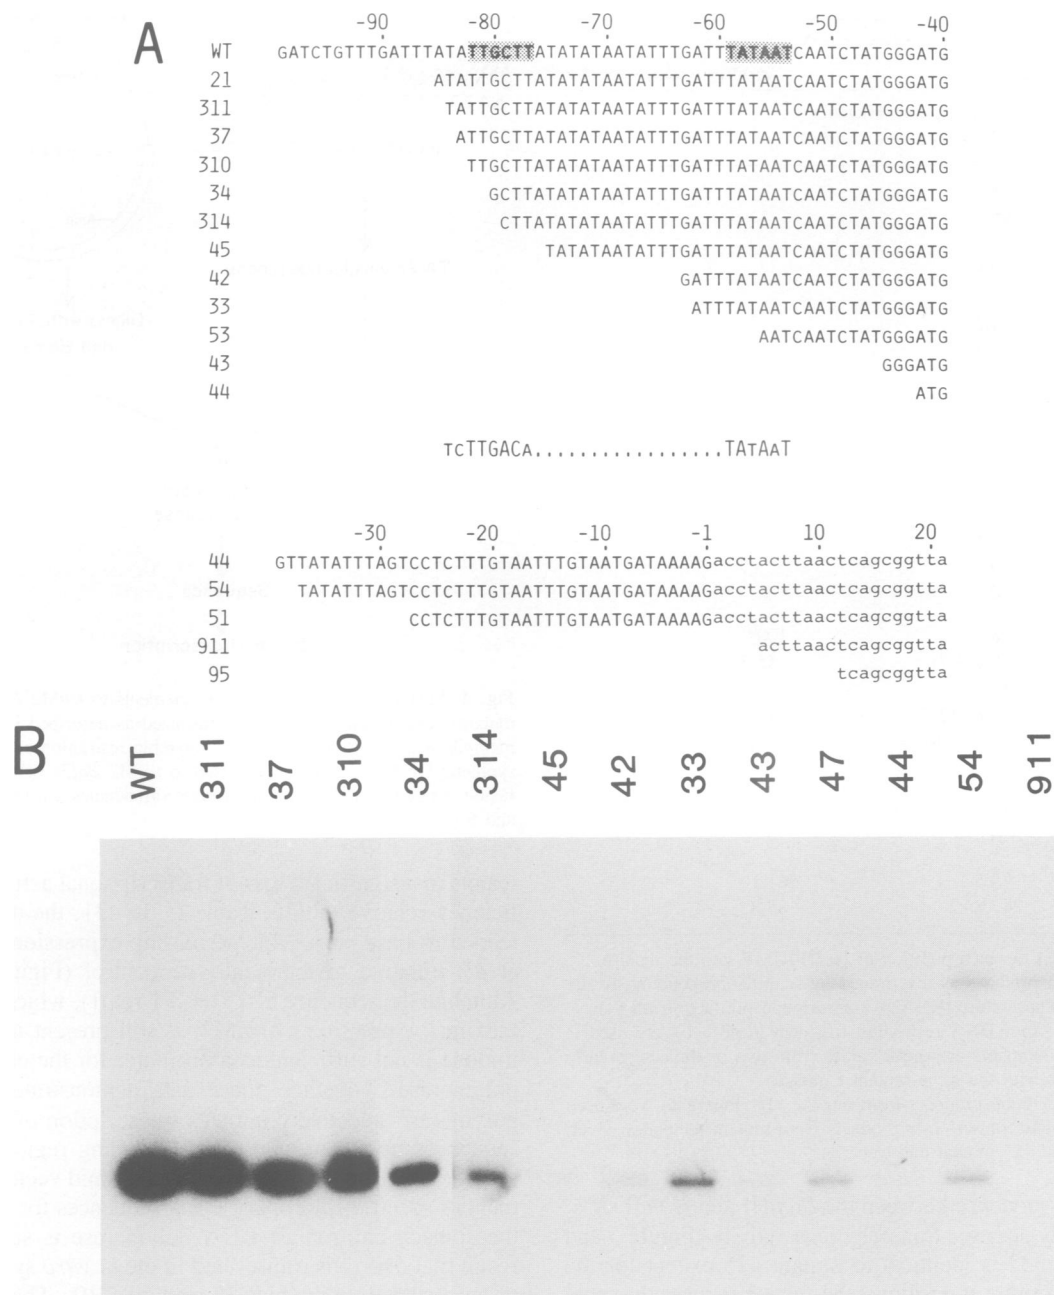 A
-90 -80 -70 -60 -50 -40
WT GATCTGTTTGATTTATATTGCTTATATATAATATTTGATTTATAATCAATCTATGGGATG
21 ATATTGCTTATATATAATATTTGATTTATAATCAATCTATGGGATG
311 TATTGCTTATATATAATATTTGATTTATAATCAATCTATGGGATG
37 ATTGCTTATATATAATATTTGATTTATAATCAATCTATGGGATG
310 TTGCTTATATATAATATTTGATTTATAATCAATCTATGGGATG
34 GCTTATATATAATATTTGATTTATAATCAATCTATGGGATG
314 CTTATATATAATATTTGATTTATAATCAATCTATGGGATG
45 TATATAATATTTGATTTATAATCAATCTATGGGATG
42 GATTTATAATCAATCTATGGGATG
33 ATTTATAATCAATCTATGGGATG
53 AATCAATCTATGGGATG
43 GGGATG
44 ATG
TCTTGACA.................TATAAT
-30 -20 -10 -1 10 20
44 GTTATATTTAGTCCTCTTTGTAATTTGTAATGATAAAAGacctacttaactcagcggtta
54 TATATTTAGTCCTCTTTGTAATTTGTAATGATAAAAGacctacttaactcagcggtta
51 CCTCTTTGTAATTTGTAATGATAAAAGacctacttaactcagcggtta
911 acttaactcagcggtta
95 tcagcggtta
B
WT 311 37 310 34 314 45 42 33 43 47 44 54 911